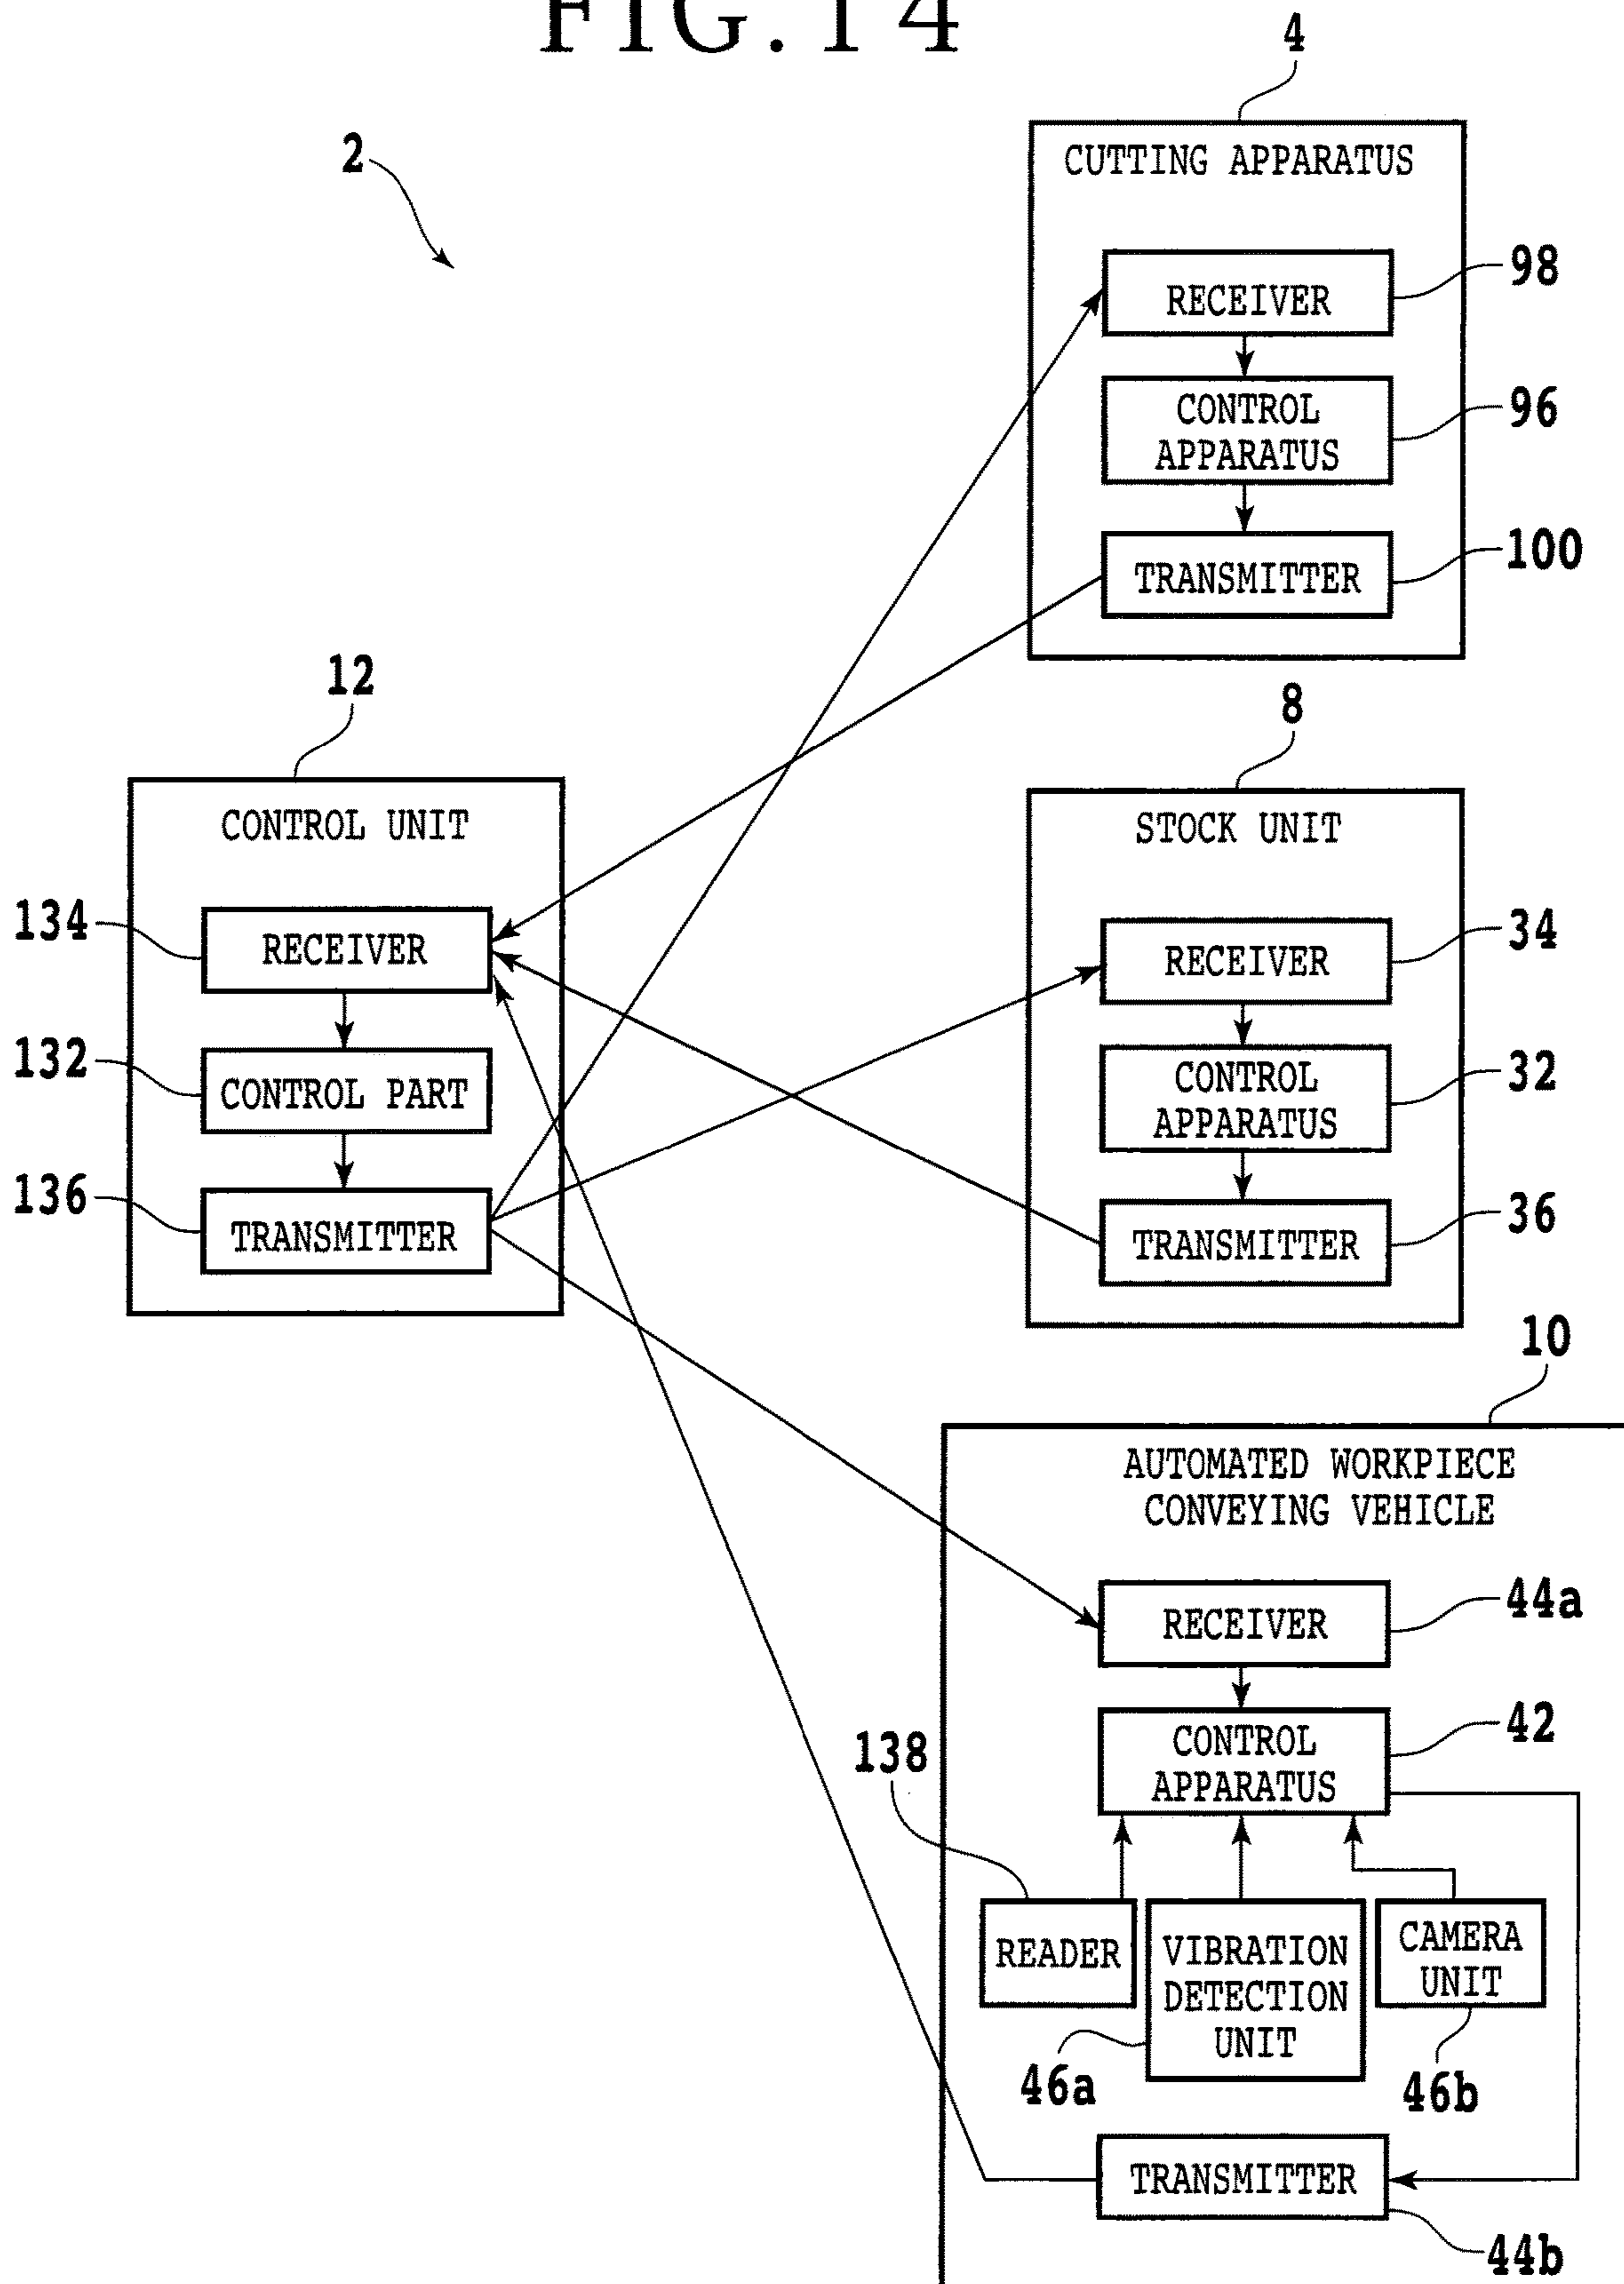 FIG.14
4
2
CUTTING APPARATUS
RECEIVER
98
CONTROL
APPARATUS
96
TRANSMITTER
100
12
CONTROL UNIT
134
RECEIVER
132
CONTROL PART
136
TRANSMITTER
8
STOCK UNIT
RECEIVER
34
CONTROL
APPARATUS
32
TRANSMITTER
36
10
AUTOMATED WORKPIECE
CONVEYING VEHICLE
RECEIVER
44a
CONTROL
APPARATUS
42
138
READER
VIBRATION
DETECTION
UNIT
CAMERA
UNIT
46a
46b
TRANSMITTER
44b